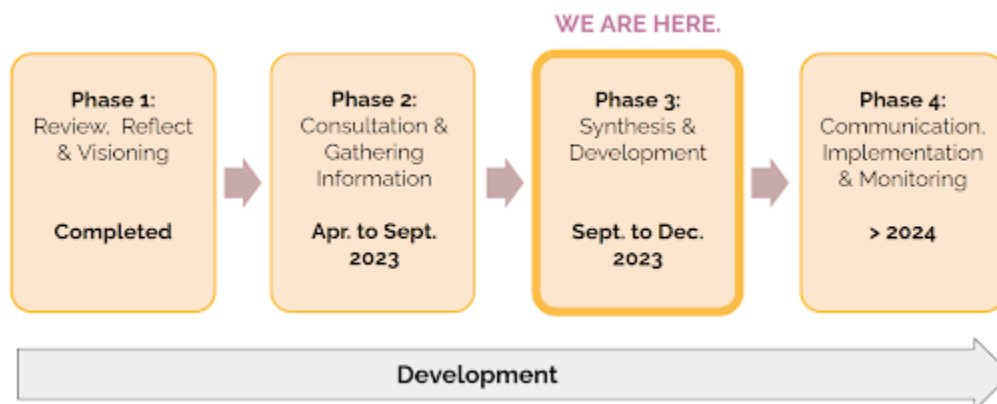 WE ARE HERE.
Phase 1:
Review, Reflect
& Visioning
Completed
Phase 2:
Consultation &
Gathering
Information
Apr. to Sept.
2023
Phase 3:
Synthesis &
Development
Sept. to Dec.
2023
Phase 4:
Communication,
Implementation
& Monitoring
> 2024
Development